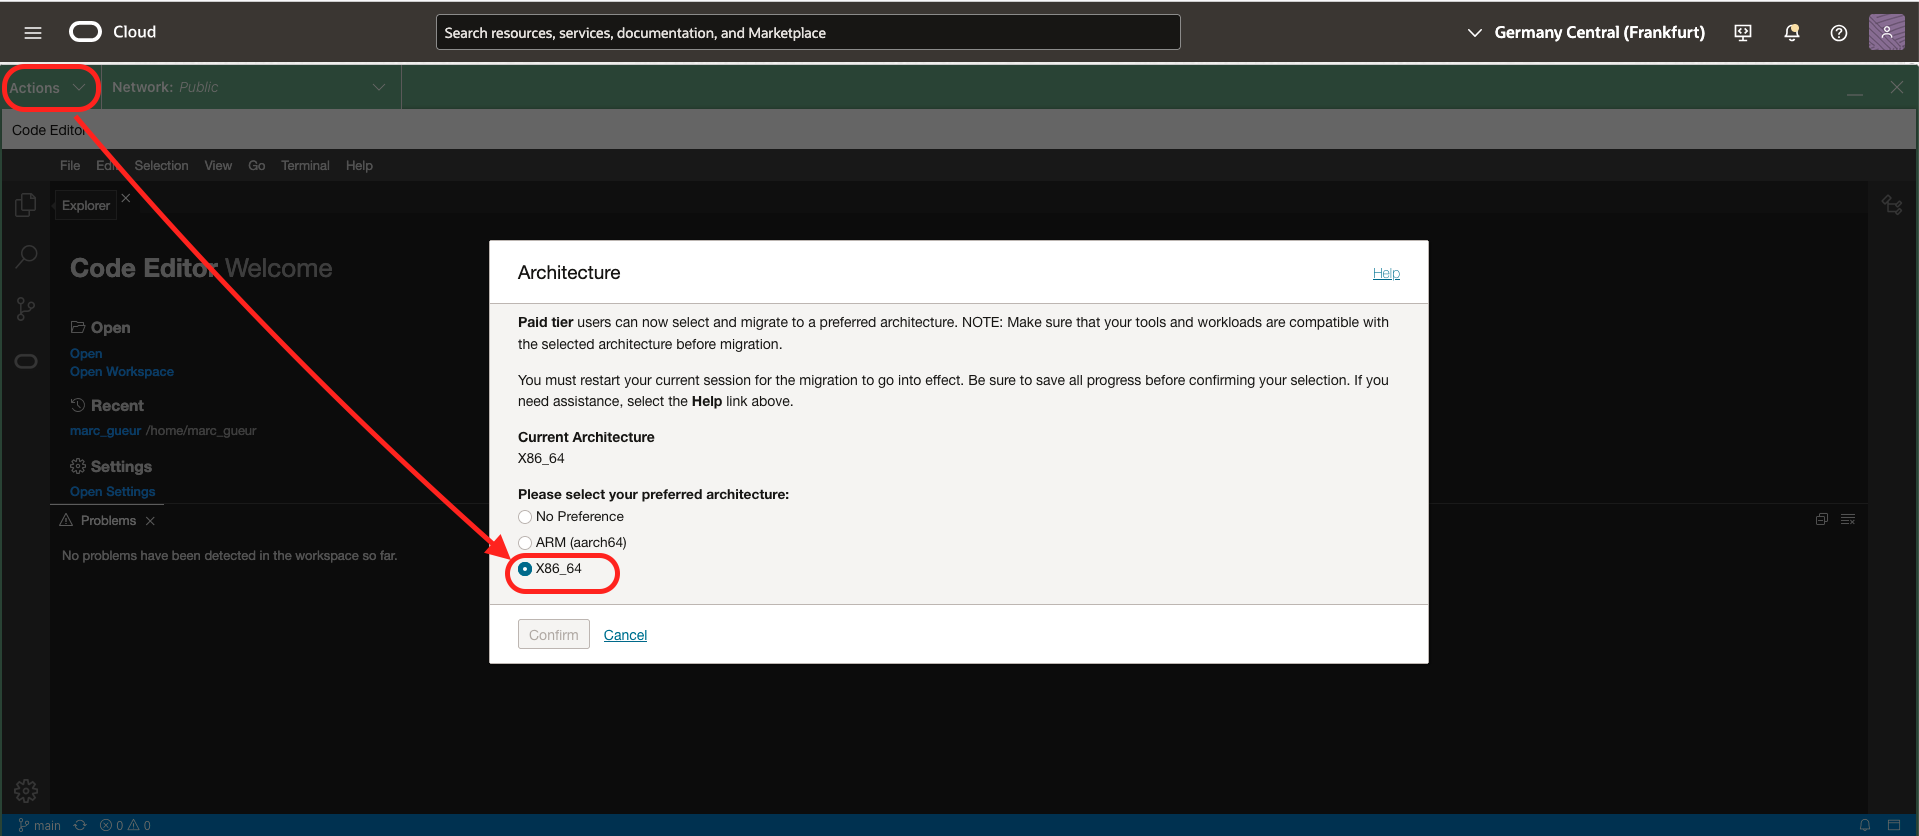 Cloud
Search resources, services, documentation, and Marketplace
Germany Central (Frankfurt)
Actions
Network: Public
Code Editor
File Edit Selection View Go Terminal Help
Explorer
Code Editor Welcome
Open
Open
Open Workspace
Recent
marc_gueur /home/marc_gueur
Settings
Open Settings
Problems
No problems have been detected in the workspace so far.
Architecture
Help
Paid tier users can now select and migrate to a preferred architecture. NOTE: Make sure that your tools and workloads are compatible with
the selected architecture before migration.
You must restart your current session for the migration to go into effect. Be sure to save all progress before confirming your selection. If you
need assistance, select the Help link above.
Current Architecture
X86_64
Please select your preferred architecture:
No Preference
ARM (aarch64)
X86_64
Confirm Cancel
main 0 0